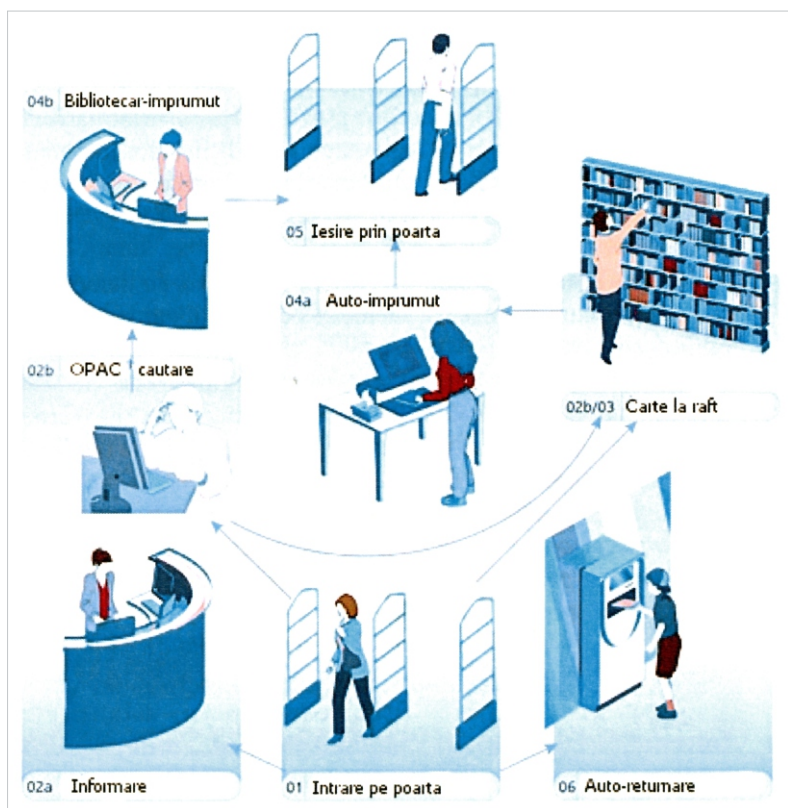 04b Bibliotecar-imprumut
05 Iesire prin poarta
04a Auto-imprumut
02b OPAC cautare
02b/03 Carte la raft
02a Informare
01 Intrare pe poarta
06 Auto-returnare